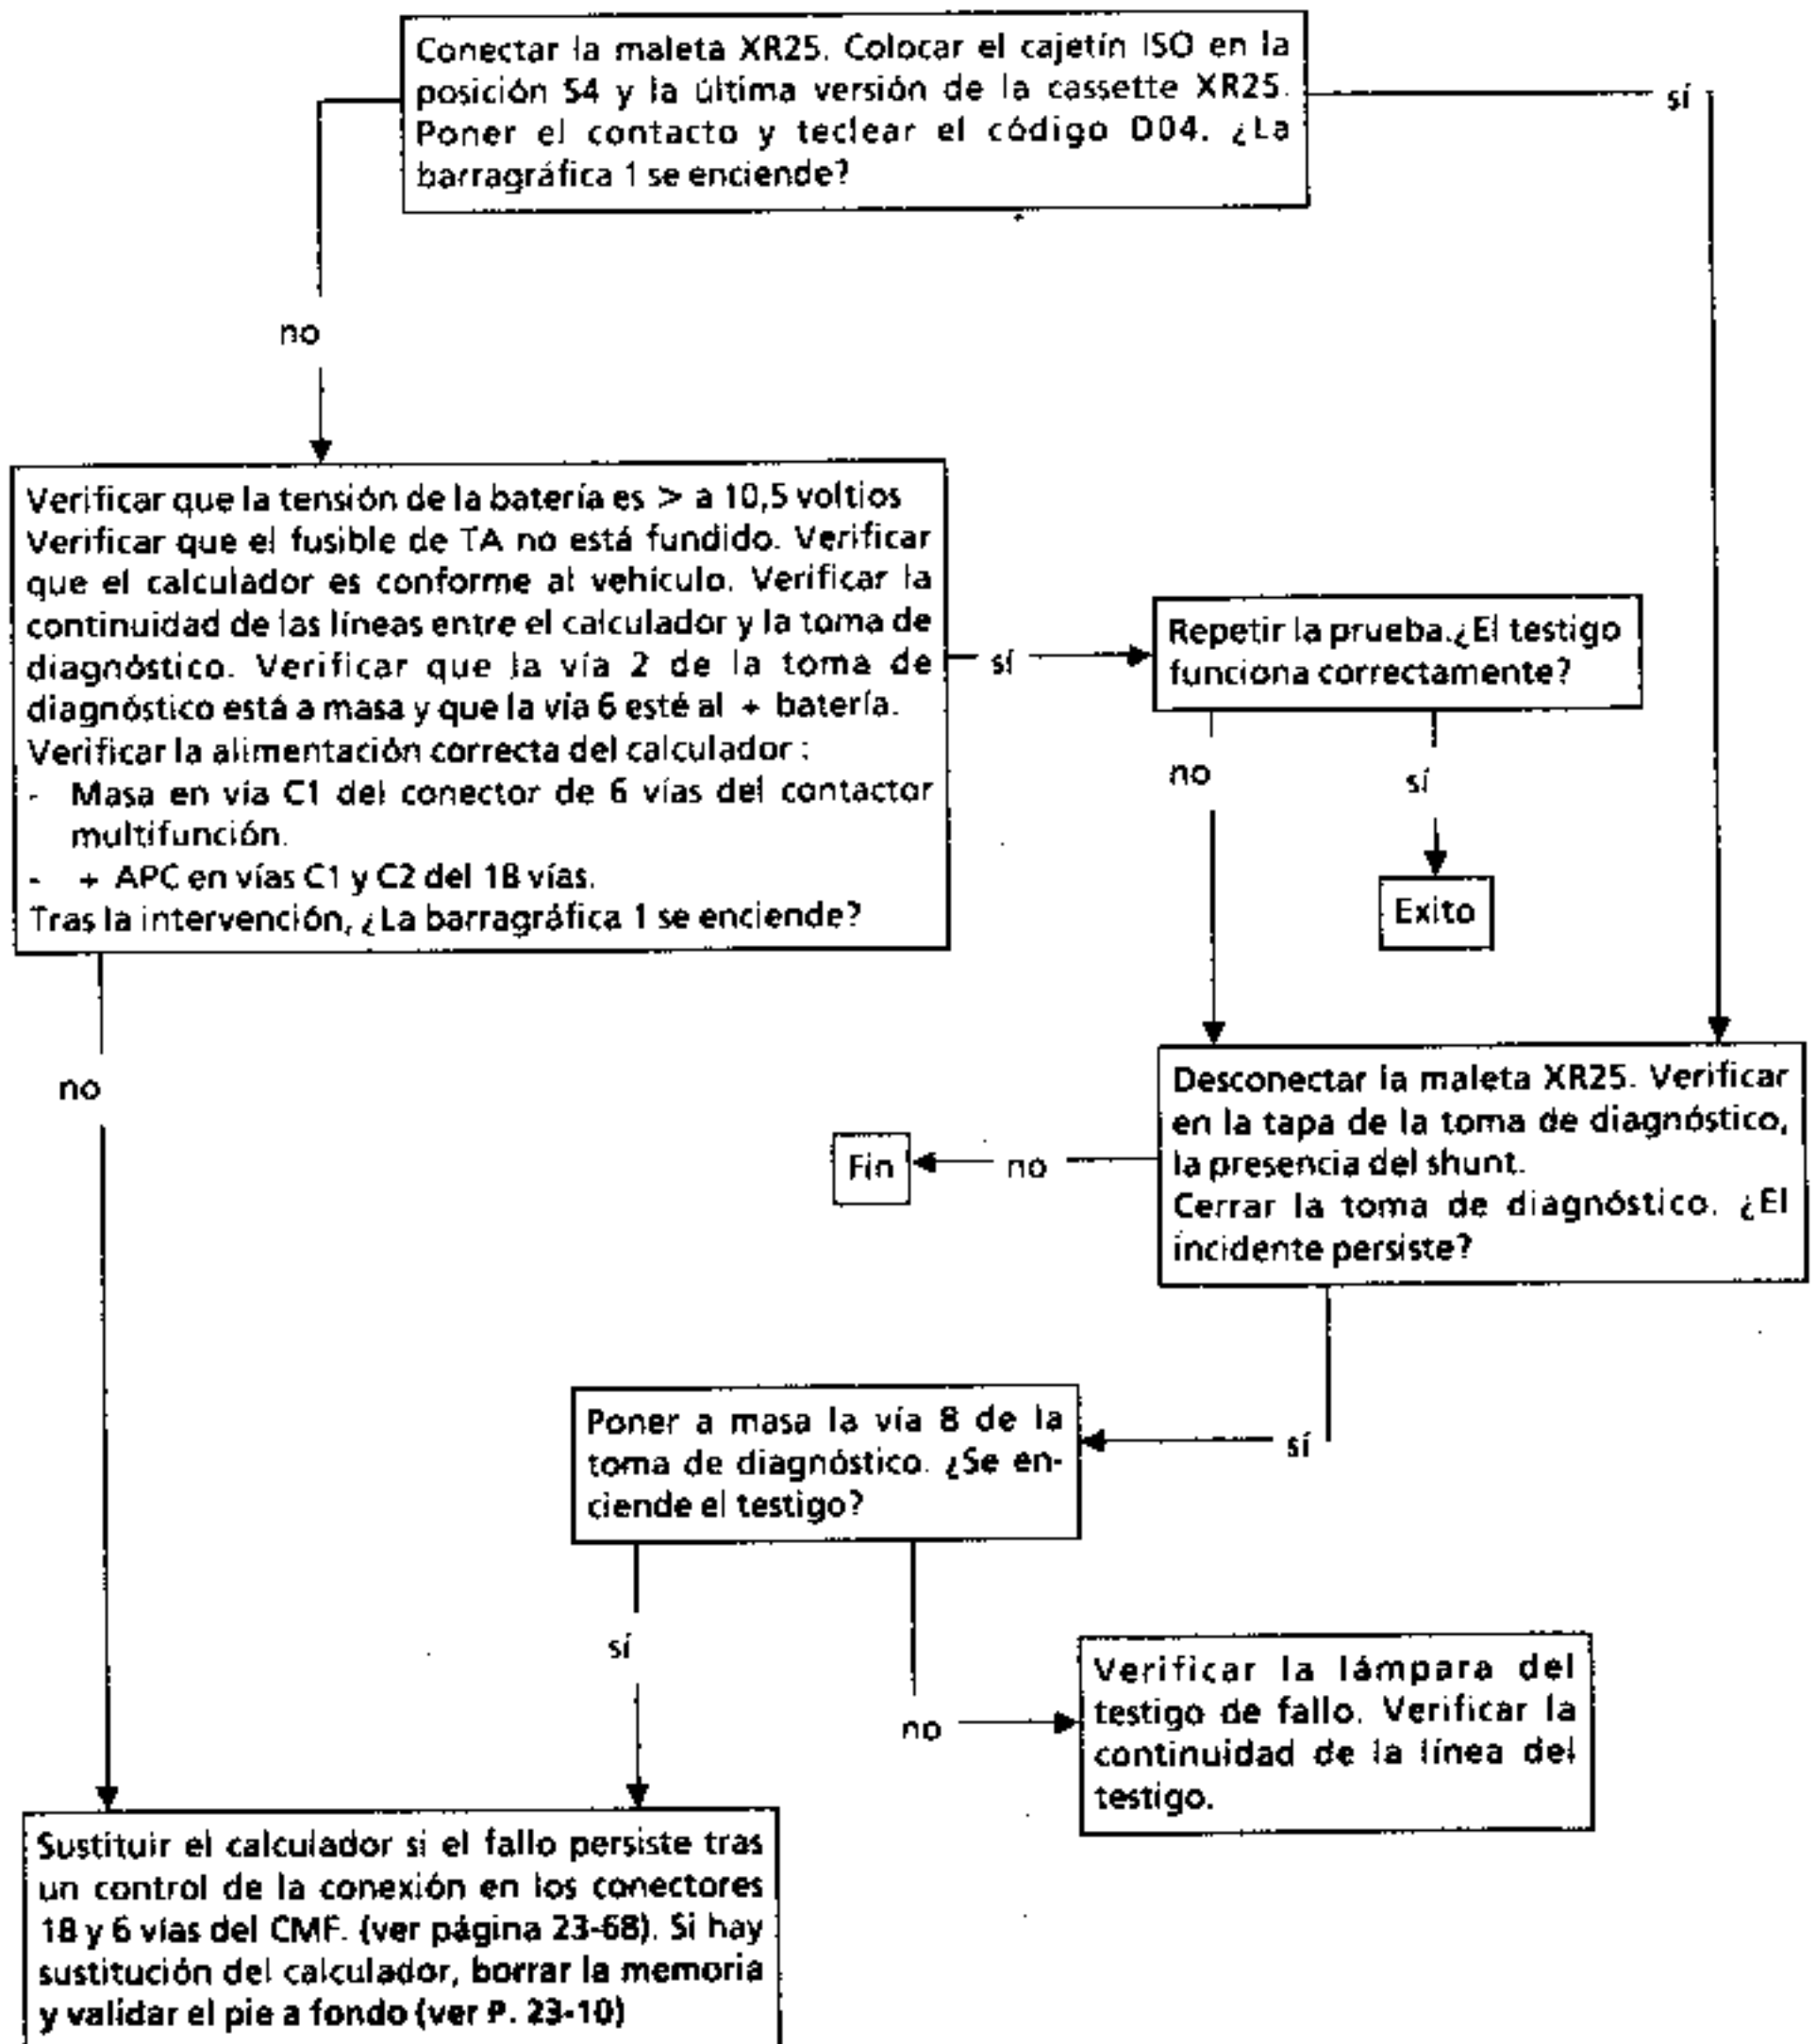 Conectar la maleta XR25. Colocar el cajetín ISO en la
posición S4 y la última versión de la cassette XR25.
Poner el contacto y teclear el código D04. ¿La
barragráfica 1 se enciende?
sí
no
Verificar que la tensión de la batería es > a 10,5 voltios
Verificar que el fusible de TA no está fundido. Verificar
que el calculador es conforme al vehículo. Verificar la
continuidad de las líneas entre el calculador y la toma de
diagnóstico. Verificar que la vía 2 de la toma de
diagnóstico está a masa y que la vía 6 esté al + batería.
Verificar la alimentación correcta del calculador :
- Masa en vía C1 del conector de 6 vías del contactor
multifunción.
- + APC en vías C1 y C2 del 18 vías.
Tras la intervención, ¿La barragráfica 1 se enciende?
sí
Repetir la prueba.¿El testigo
funciona correctamente?
no
sí
Exito
no
Desconectar la maleta XR25. Verificar
en la tapa de la toma de diagnóstico,
la presencia del shunt.
Cerrar la toma de diagnóstico. ¿El
incidente persiste?
no
Fin
sí
Poner a masa la vía 8 de la
toma de diagnóstico. ¿Se en-
ciende el testigo?
sí
no
Verificar la lámpara del
testigo de fallo. Verificar la
continuidad de la línea del
testigo.
Sustituir el calculador si el fallo persiste tras
un control de la conexión en los conectores
18 y 6 vías del CMF. (ver página 23-68). Si hay
sustitución del calculador, borrar la memoria
y validar el pie a fondo (ver P. 23-10)